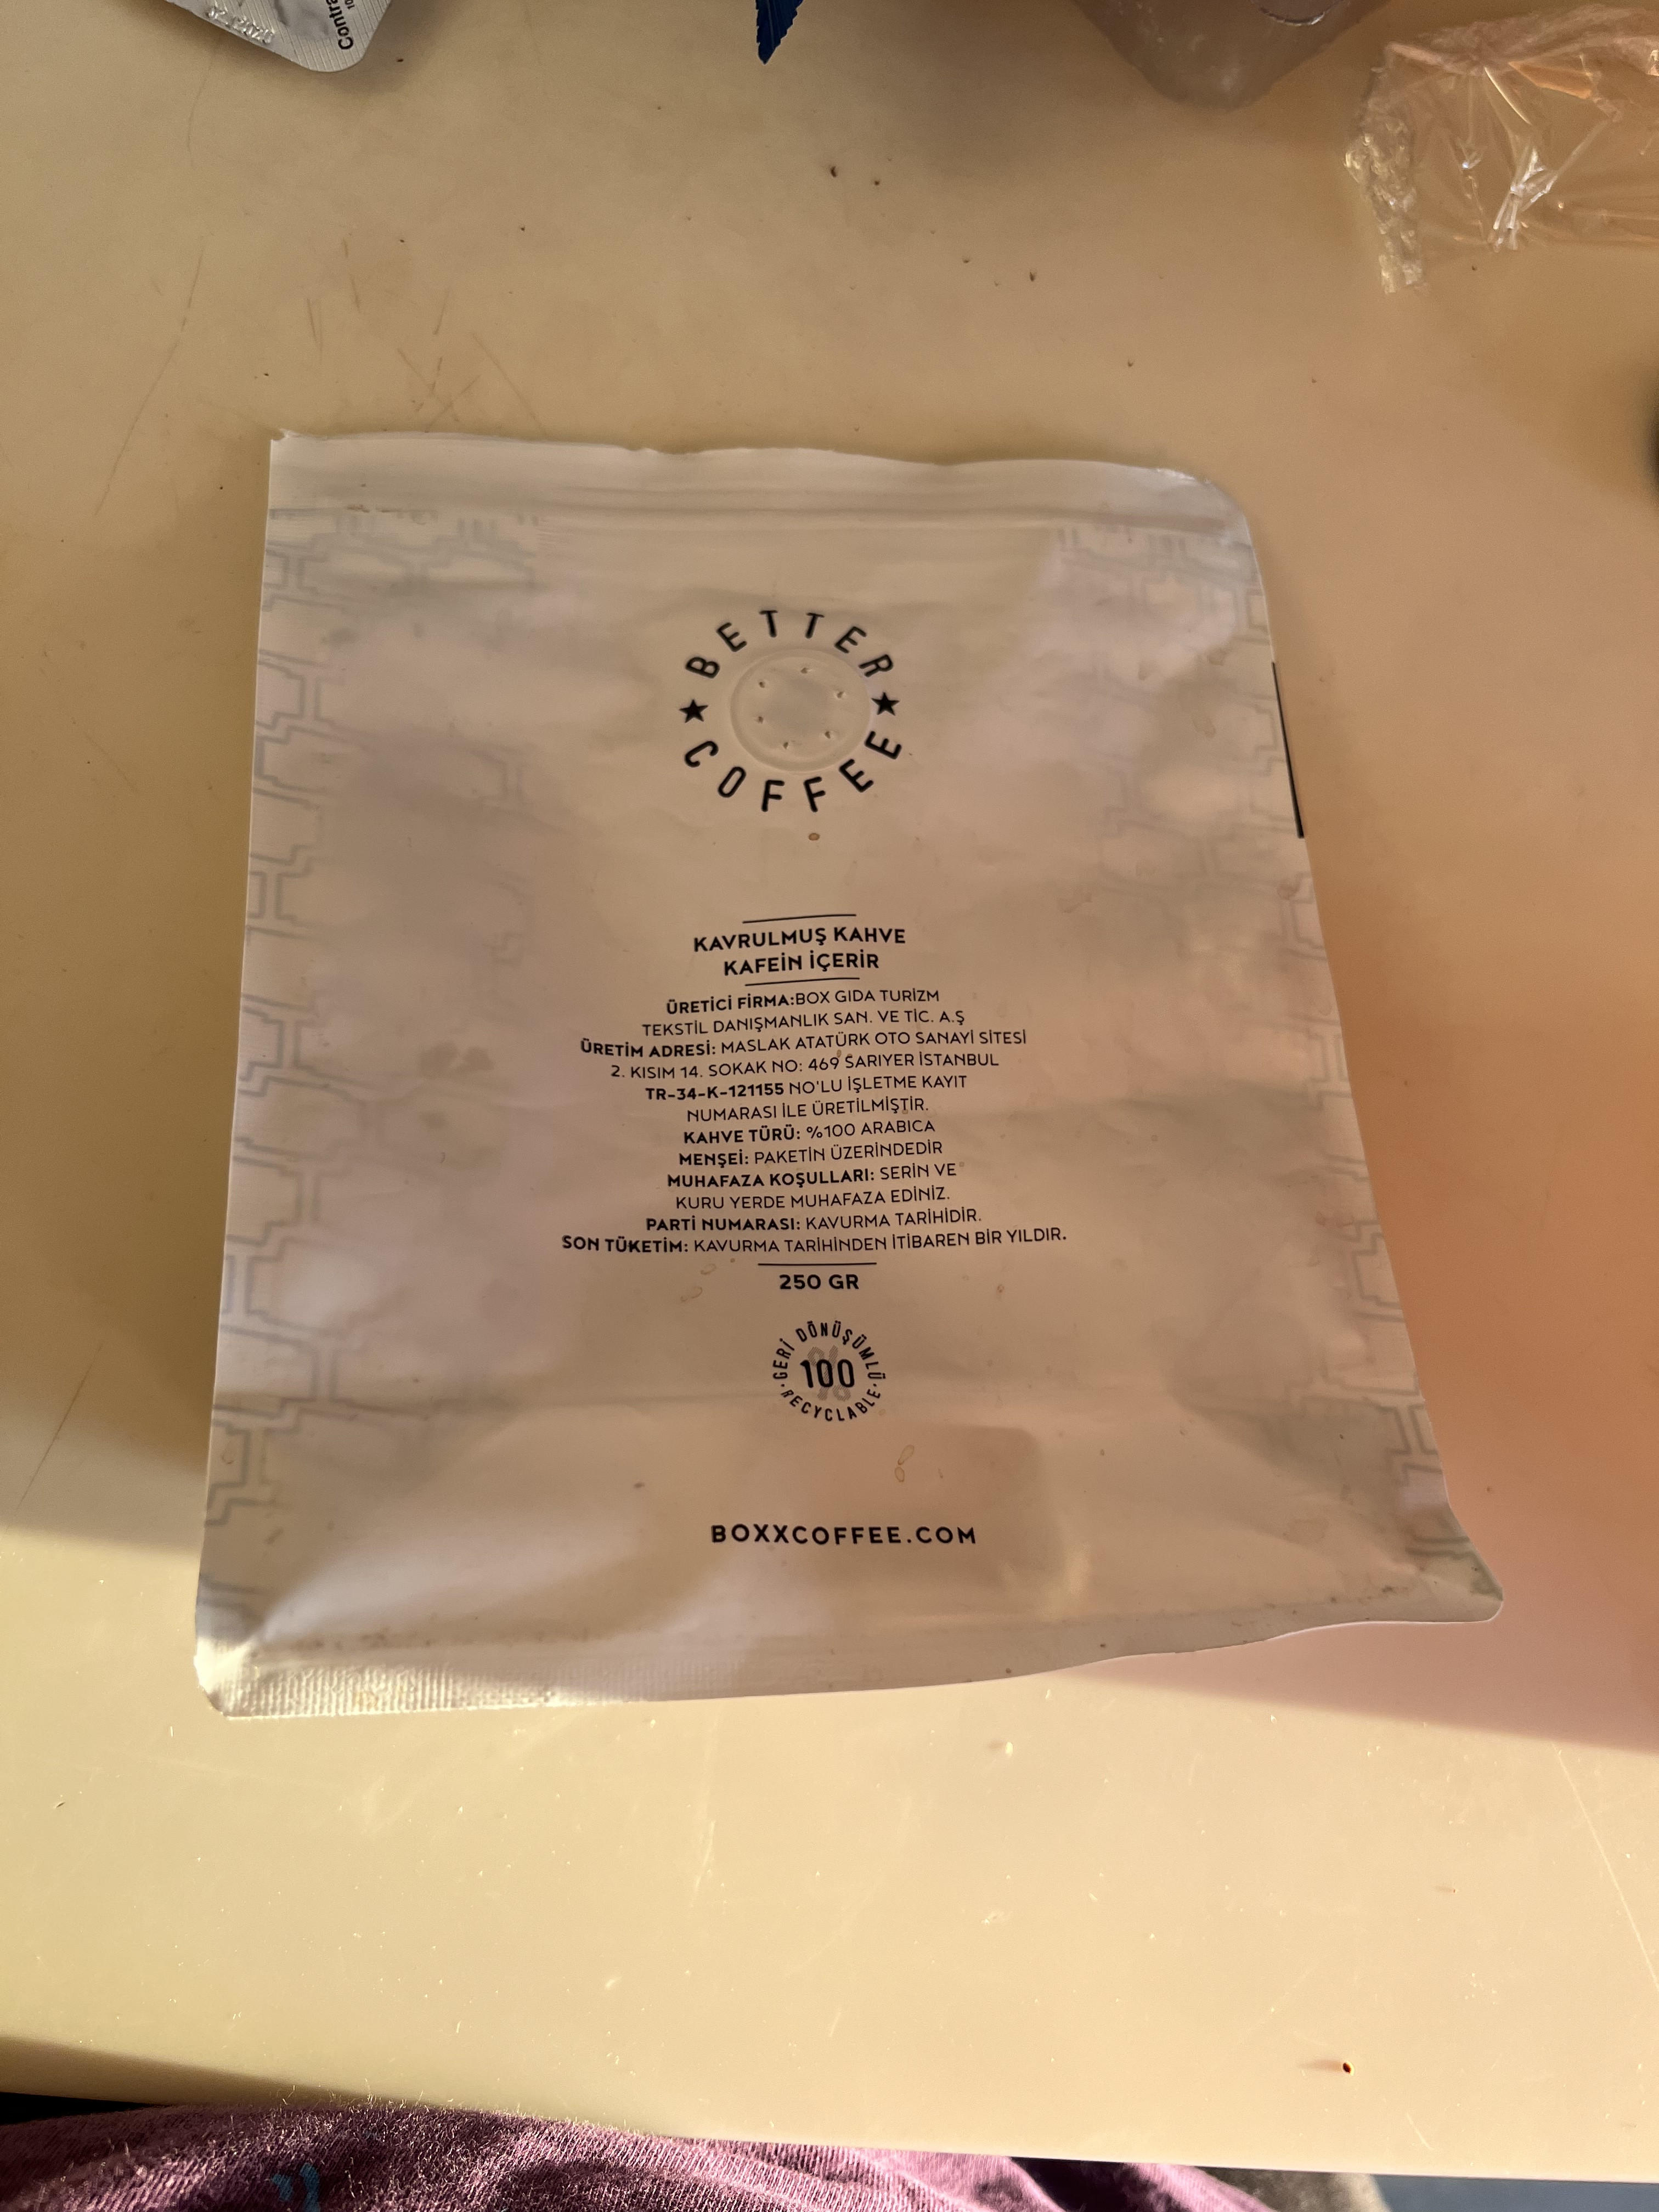 Contra
10
BETTER
★ ★
COFFEE
KAVRULMUŞ KAHVE
KAFEİN İÇERİR
ÜRETİCİ FİRMA:BOX GIDA TURİZM
TEKSTİL DANIŞMANLIK SAN. VE TİC. A.Ş
ÜRETİM ADRESİ: MASLAK ATATÜRK OTO SANAYİ SİTESİ
2. KISIM 14. SOKAK NO: 469 SARIYER İSTANBUL
TR-34-K-121155 NO'LU İŞLETME KAYIT
NUMARASI İLE ÜRETİLMİŞTİR.
KAHVE TÜRÜ: %100 ARABICA
MENŞEİ: PAKETİN ÜZERİNDEDİR
MUHAFAZA KOŞULLARI: SERİN VE
KURU YERDE MUHAFAZA EDİNİZ.
PARTİ NUMARASI: KAVURMA TARİHİDİR.
SON TÜKETİM: KAVURMA TARİHİNDEN İTİBAREN BİR YILDIR.
250 GR
GERİ DÖNÜŞÜMLÜ
%
100
RECYCLABLE
BOXXCOFFEE.COM